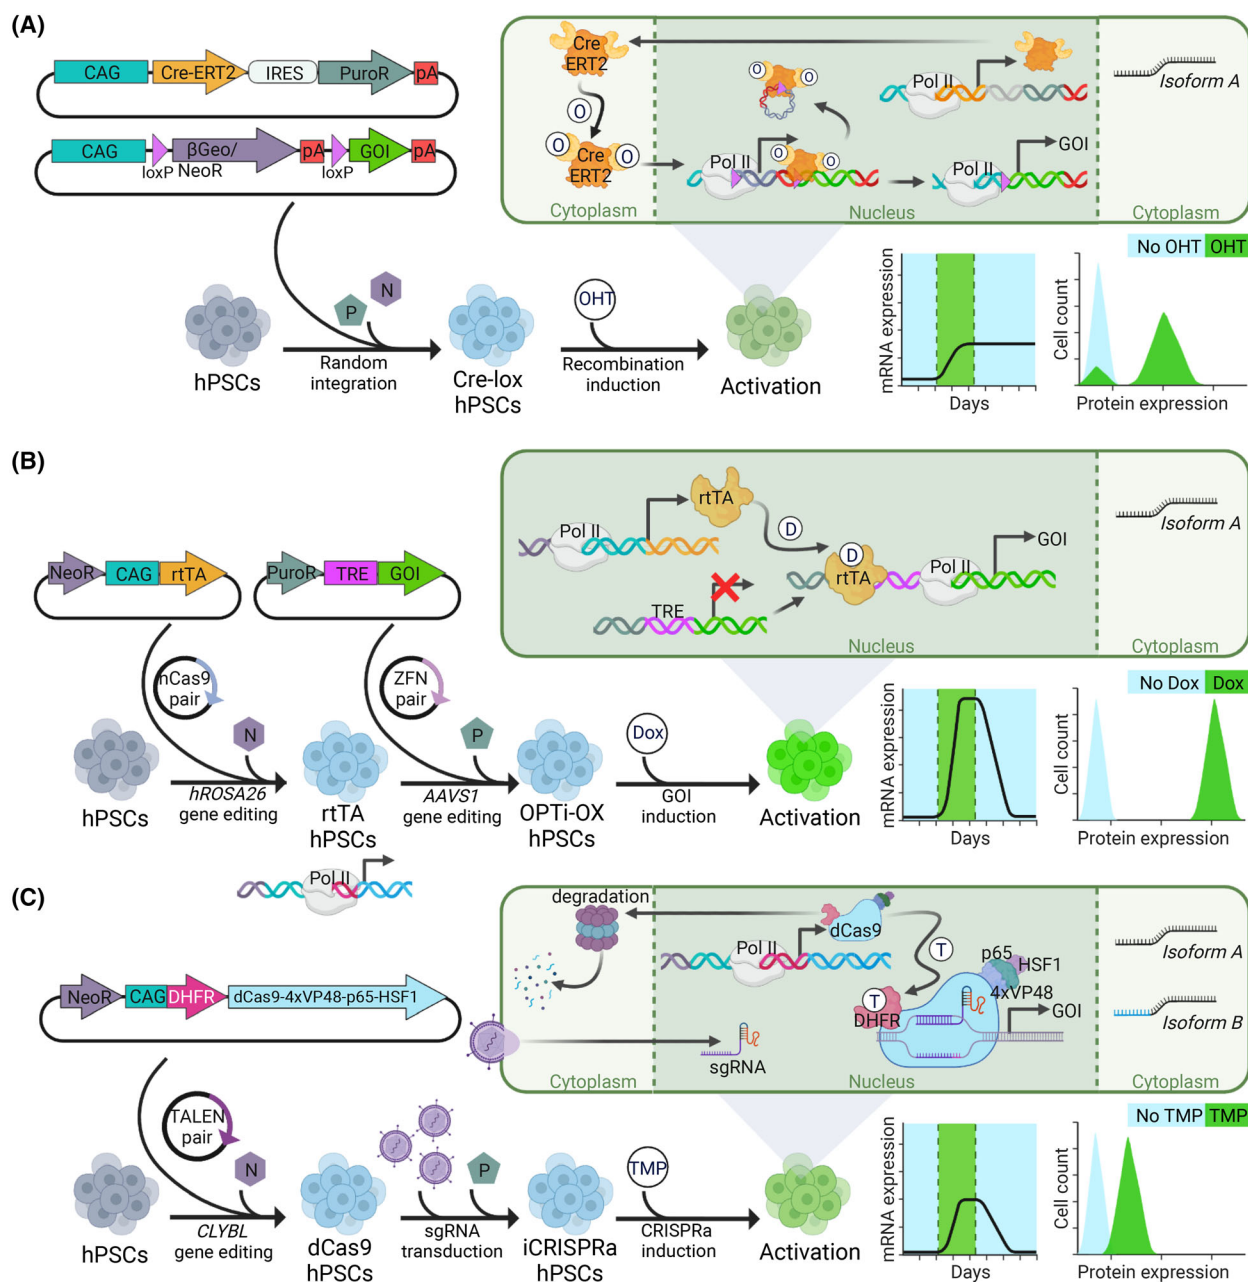 (A)
CAG
Cre-ERT2
IRES
PuroR
pA
CAG
loxP
βGeo/
NeoR
pA
loxP
GOI
pA
Cre
ERT2
O
O
O
Cre
ERT2
O
O
Pol II
O
O
Pol II
Pol II
GOI
Isoform A
Cytoplasm
Nucleus
Cytoplasm
hPSCs
P
N
Random
integration
Cre-lox
hPSCs
OHT
Recombination
induction
Activation
mRNA expression
Days
No OHT
OHT
Cell count
Protein expression
(B)
NeoR
CAG
rtTA
PuroR
TRE
GOI
rtTA
Pol II
D
D
rtTA
Pol II
GOI
TRE
Isoform A
Nucleus
Cytoplasm
nCas9
pair
N
ZFN
pair
P
Dox
hPSCs
hROSA26
gene editing
rtTA
hPSCs
AAVS1
gene editing
OPTi-OX
hPSCs
GOI
induction
Activation
mRNA expression
Days
No Dox
Dox
Cell count
Protein expression
(C)
Pol II
NeoR
CAG
DHFR
dCas9-4xVP48-p65-HSF1
degradation
dCas9
Pol II
T
T
DHFR
p65
HSF1
4xVP48
GOI
sgRNA
Isoform A
Isoform B
Cytoplasm
Nucleus
Cytoplasm
TALEN
pair
N
P
TMP
hPSCs
CLYBL
gene editing
dCas9
hPSCs
sgRNA
transduction
iCRISPRa
hPSCs
CRISPRa
induction
Activation
mRNA expression
Days
No TMP
TMP
Cell count
Protein expression